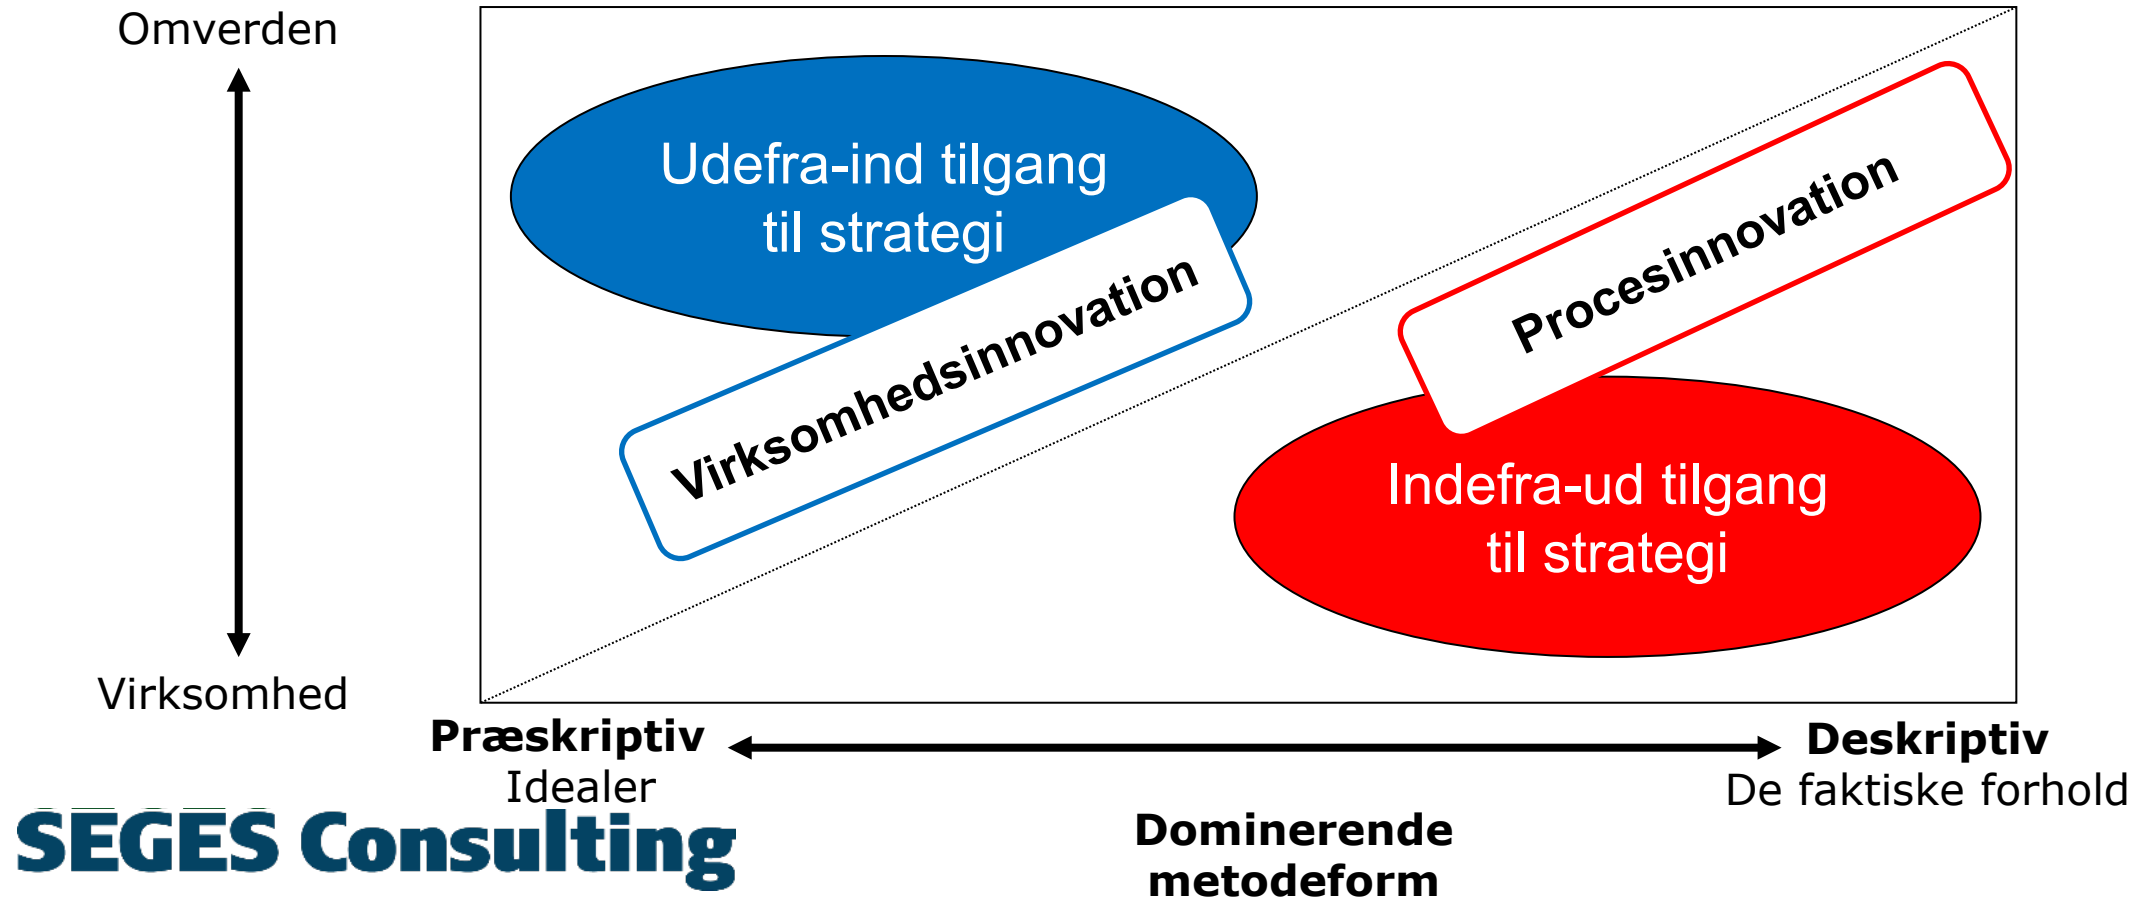 Omverden
Udefra-ind tilgang
til strategi
Virksomhedsinnovation
Procesinnovation
Indefra-ud tilgang
til strategi
Virksomhed
Præskriptiv
Idealer
Deskriptiv
De faktiske forhold
Dominerende
metodeform
SEGES Consulting